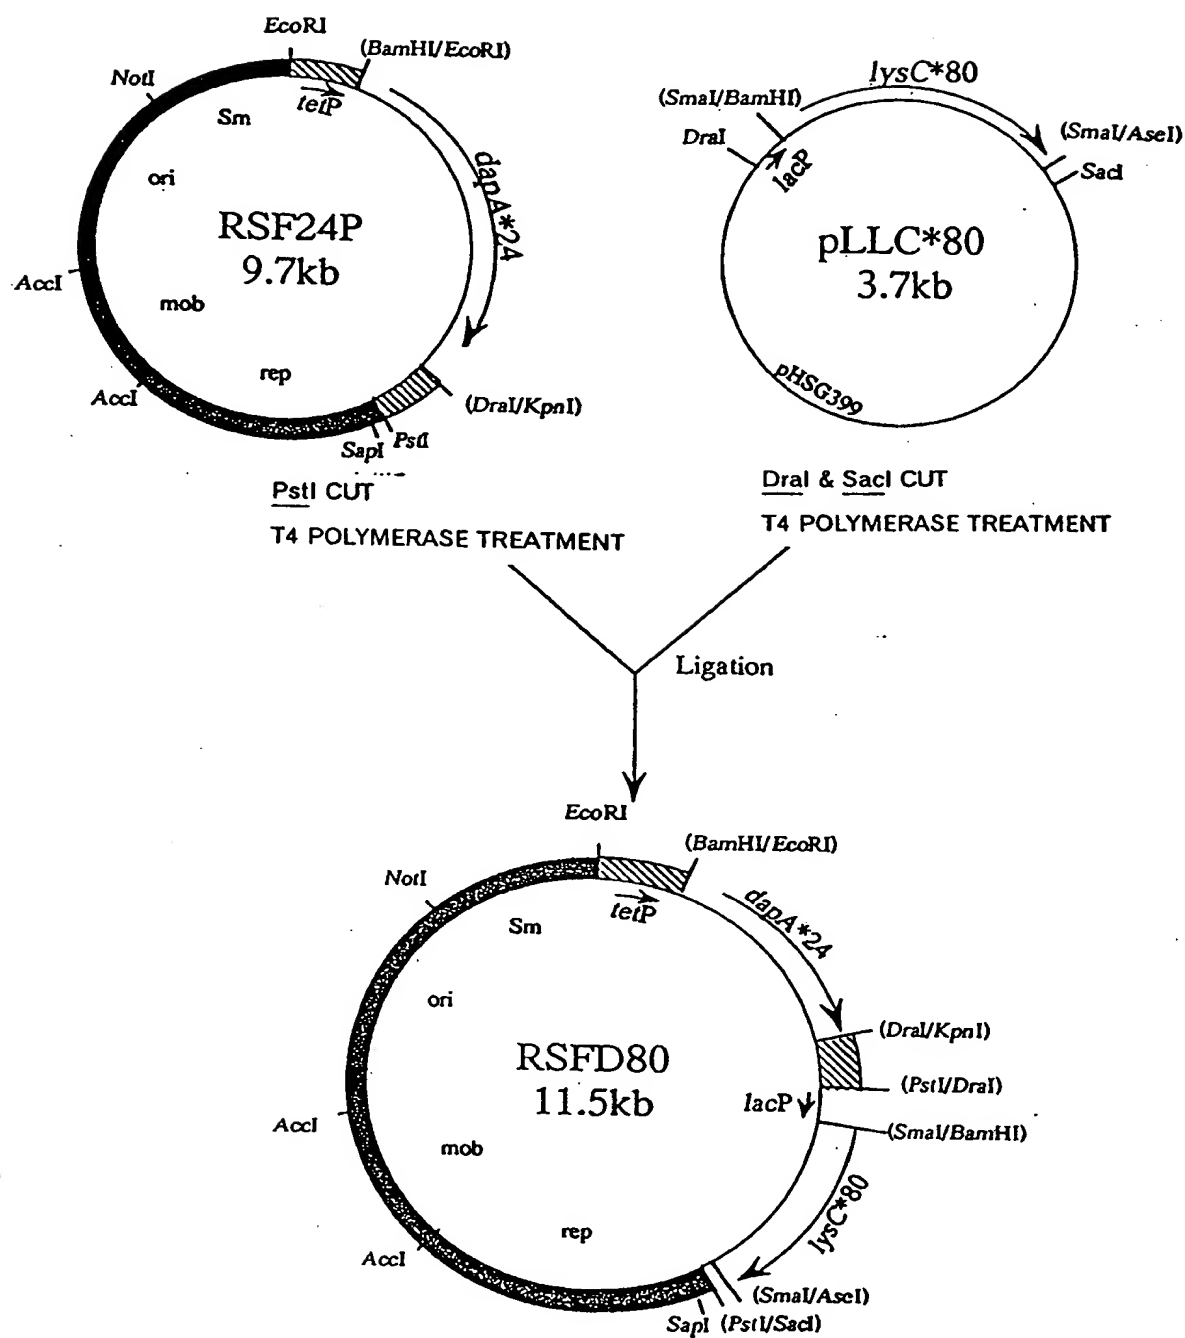 EcoRI
(BamHI/EcoRI)
NotI
tetP
Sm
dapA*24
ori
RSF24P
9.7kb
AccI
mob
rep
AccI
(DraI/KpnI)
SapI
PstI
lysC*80
(SmaI/BamHI)
(SmaI/AseI)
DraI
lacP
SacI
pLLC*80
3.7kb
pHSG399
PstI CUT
T4 POLYMERASE TREATMENT
DraI & SacI CUT
T4 POLYMERASE TREATMENT
Ligation
EcoRI
(BamHI/EcoRI)
NotI
tetP
dapA*24
Sm
ori
(DraI/KpnI)
RSFD80
11.5kb
(PstI/DraI)
lacP
AccI
(SmaI/BamHI)
mob
lysC*80
rep
AccI
(SmaI/AseI)
SapI
(PstI/SacI)